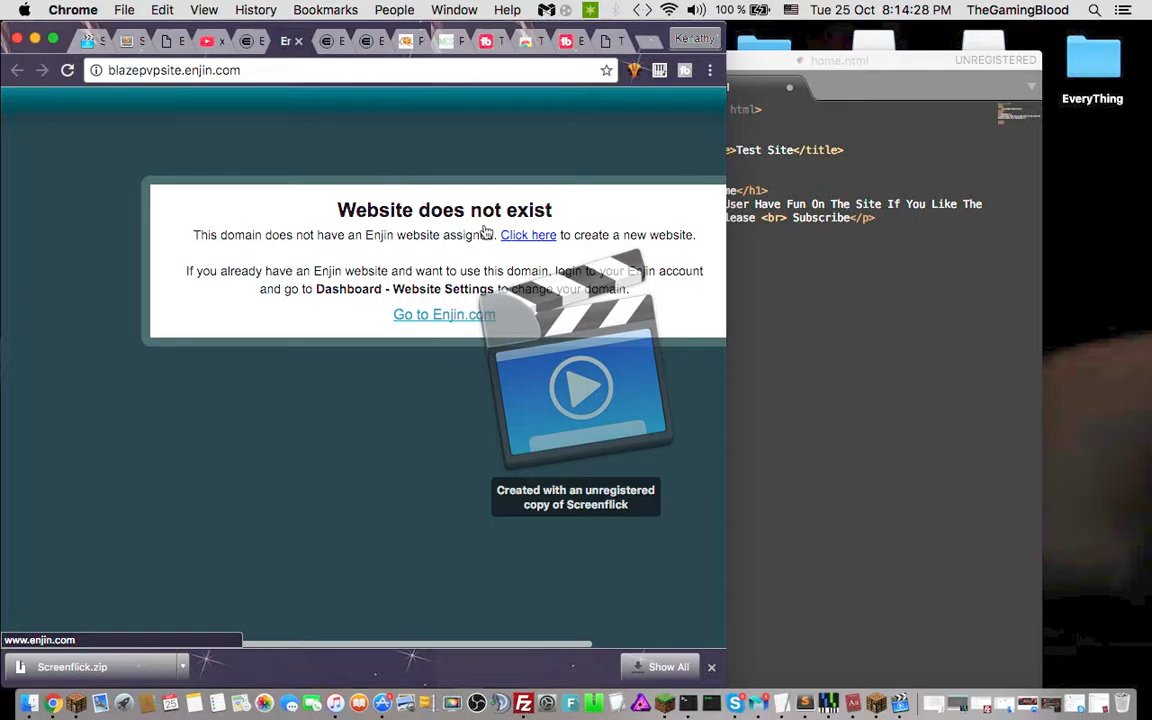 Chrome File Edit View History Bookmarks People Window Help 100 % Tue 25 Oct 8:14:28 PM TheGamingBlood
Kenathy
blazepvpsite.enjin.com
home.html
UNREGISTERED
EveryThing
html>
>Test Site</title>
me</h1>
User Have Fun On The Site If You Like The
lease <br> Subscribe</p>
Website does not exist
This domain does not have an Enjin website assigned. Click here to create a new website.
If you already have an Enjin website and want to use this domain, login to your Enjin account
and go to Dashboard - Website Settings to change your domain.
Go to Enjin.com
Created with an unregistered
copy of Screenflick
www.enjin.com
Screenflick.zip
Show All